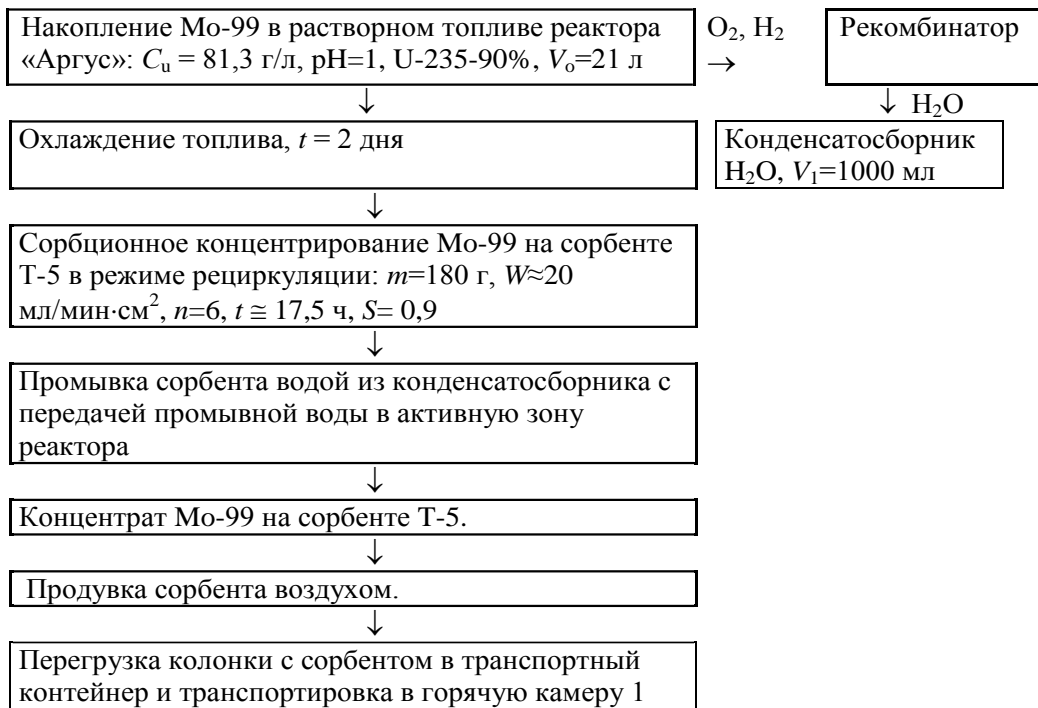 Накопление Мо-99 в растворном топливе реактора
«Аргус»: Cu = 81,3 г/л, pH=1, U-235-90%, Vo=21 л
O2, H2
→
Рекомбинатор
↓
↓ H2O
Охлаждение топлива, t = 2 дня
Конденсатосборник
H2O, V1=1000 мл
↓
Сорбционное концентрирование Мо-99 на сорбенте
Т-5 в режиме рециркуляции: m=180 г, W≈20
мл/мин·см2, n=6, t ≅ 17,5 ч, S= 0,9
↓
Промывка сорбента водой из конденсатосборника с
передачей промывной воды в активную зону
реактора
↓
Концентрат Мо-99 на сорбенте Т-5.
↓
Продувка сорбента воздухом.
↓
Перегрузка колонки с сорбентом в транспортный
контейнер и транспортировка в горячую камеру 1